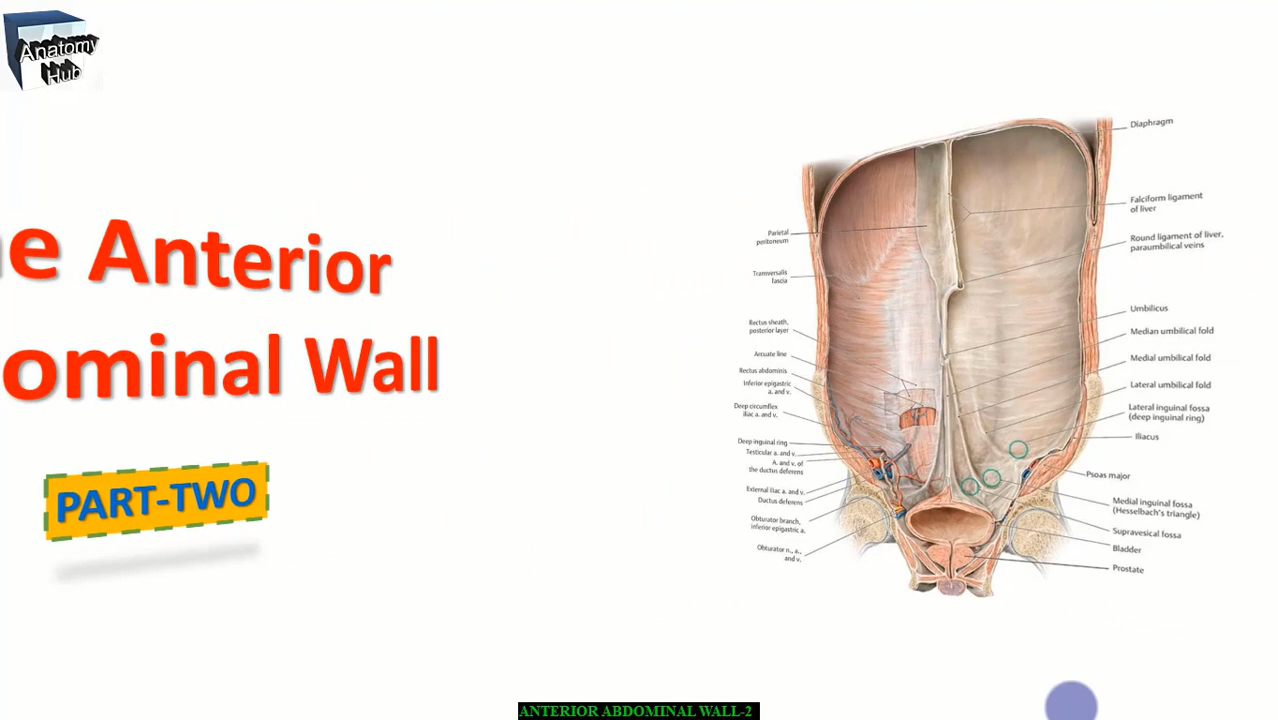 Anatomy
Hub
e Anterior
ominal Wall
PART-TWO
Parietal
peritoneum
Transversalis
fascia
Rectus sheath,
posterior layer
Arcuate line
Rectus abdominis
Inferior epigastric
a. and v.
Deep circumflex
iliac a. and v.
Deep inguinal ring
Testicular a. and v.
A. and v. of
the ductus deferens
External iliac a. and v.
Ductus deferens
Obturator branch,
inferior epigastric a.
Obturator n., a.,
and v.
Diaphragm
Falciform ligament
of liver
Round ligament of liver,
paraumbilical veins
Umbilicus
Median umbilical fold
Medial umbilical fold
Lateral umbilical fold
Lateral inguinal fossa
(deep inguinal ring)
Iliacus
Psoas major
Medial inguinal fossa
(Hesselbach's triangle)
Supravesical fossa
Bladder
Prostate
ANTERIOR ABDOMINAL WALL-2